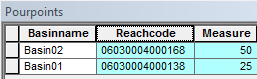 Pourpoints
Basinname Reachcode Measure
Basin02 06030004000168 50
Basin01 06030004000138 25